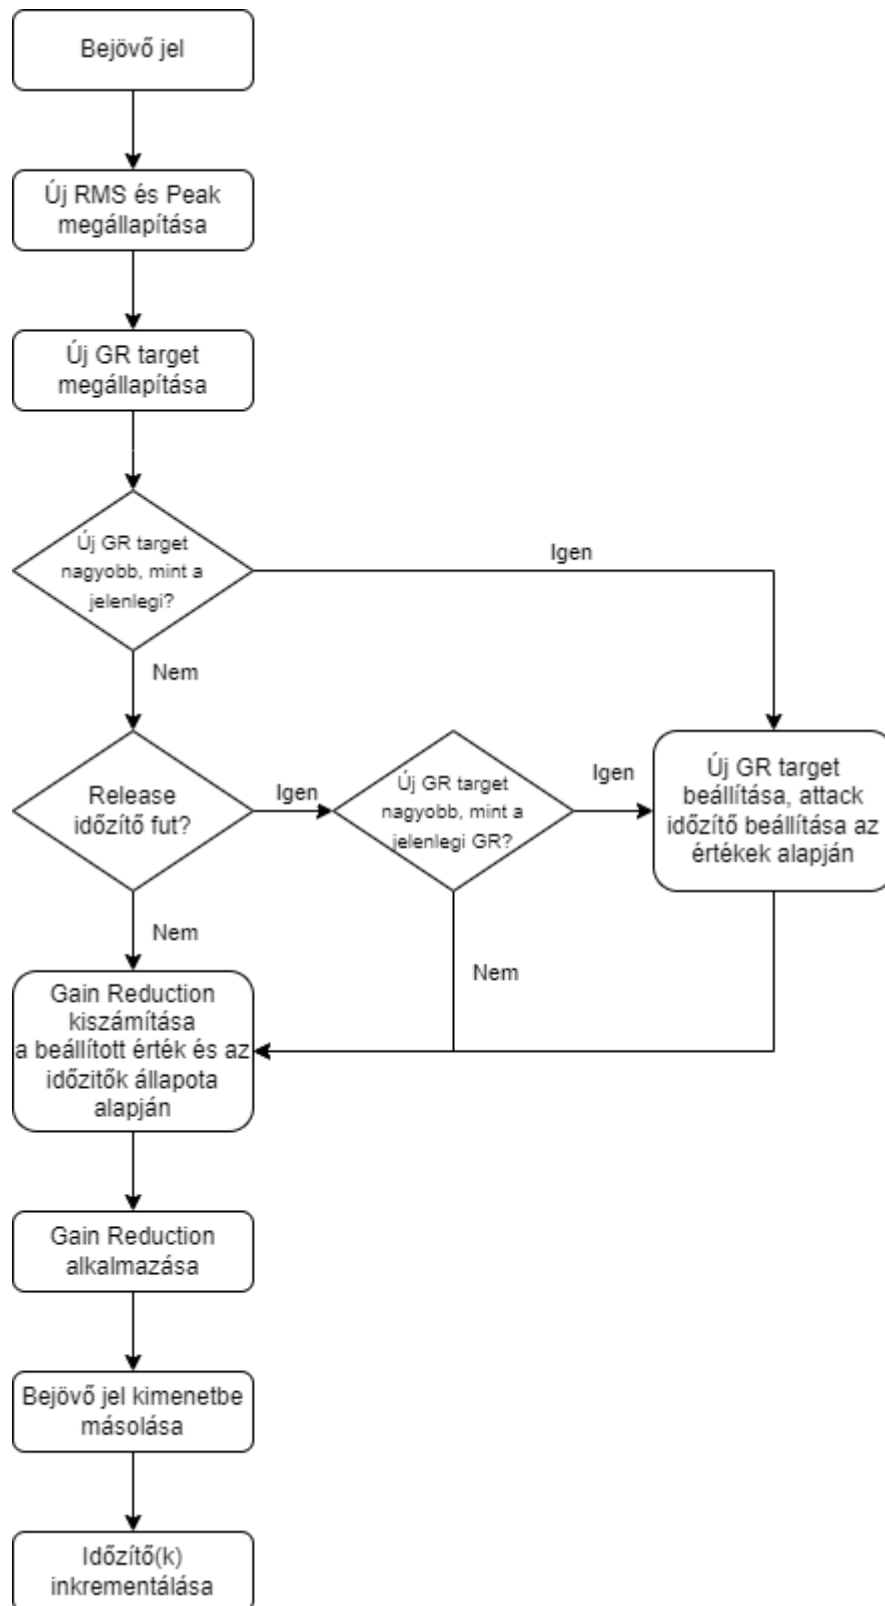 Bejövő jel
Új RMS és Peak
megállapítása
Új GR target
megállapítása
Új GR target
nagyobb, mint a
jelenlegi?
Igen
Nem
Release
időzítő fut?
Igen
Új GR target
nagyobb, mint a
jelenlegi GR?
Igen
Új GR target
beállítása, attack
időzítő beállítása az
értékek alapján
Nem
Nem
Gain Reduction
kiszámítása
a beállított érték és az
időzitők állapota
alapján
Gain Reduction
alkalmazása
Bejövő jel kimenetbe
másolása
Időzítő(k)
inkrementálása